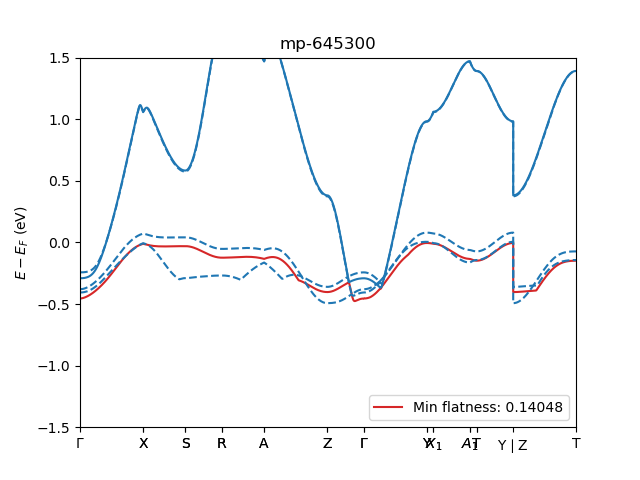 mp-645300
E − E_F (eV)
1.5
1.0
0.5
0.0
−0.5
−1.0
−1.5
Min flatness: 0.14048
Γ X S R A Z Γ Y X₁ A₁ T Y | Z T